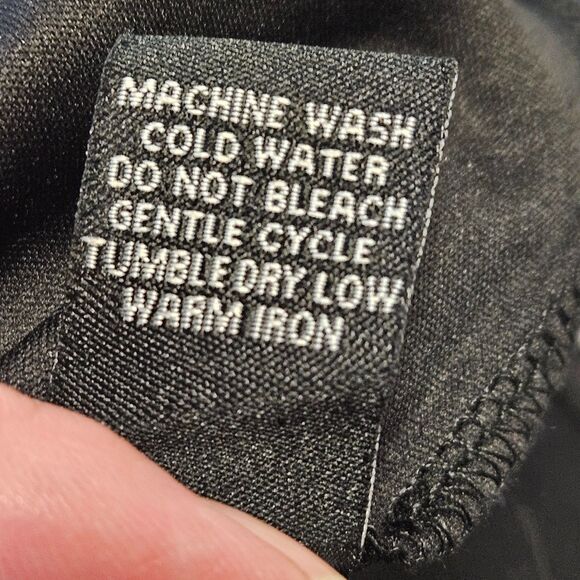 MACHINE WASH
COLD WATER
DO NOT BLEACH
GENTLE CYCLE
TUMBLE DRY LOW
WARM IRON